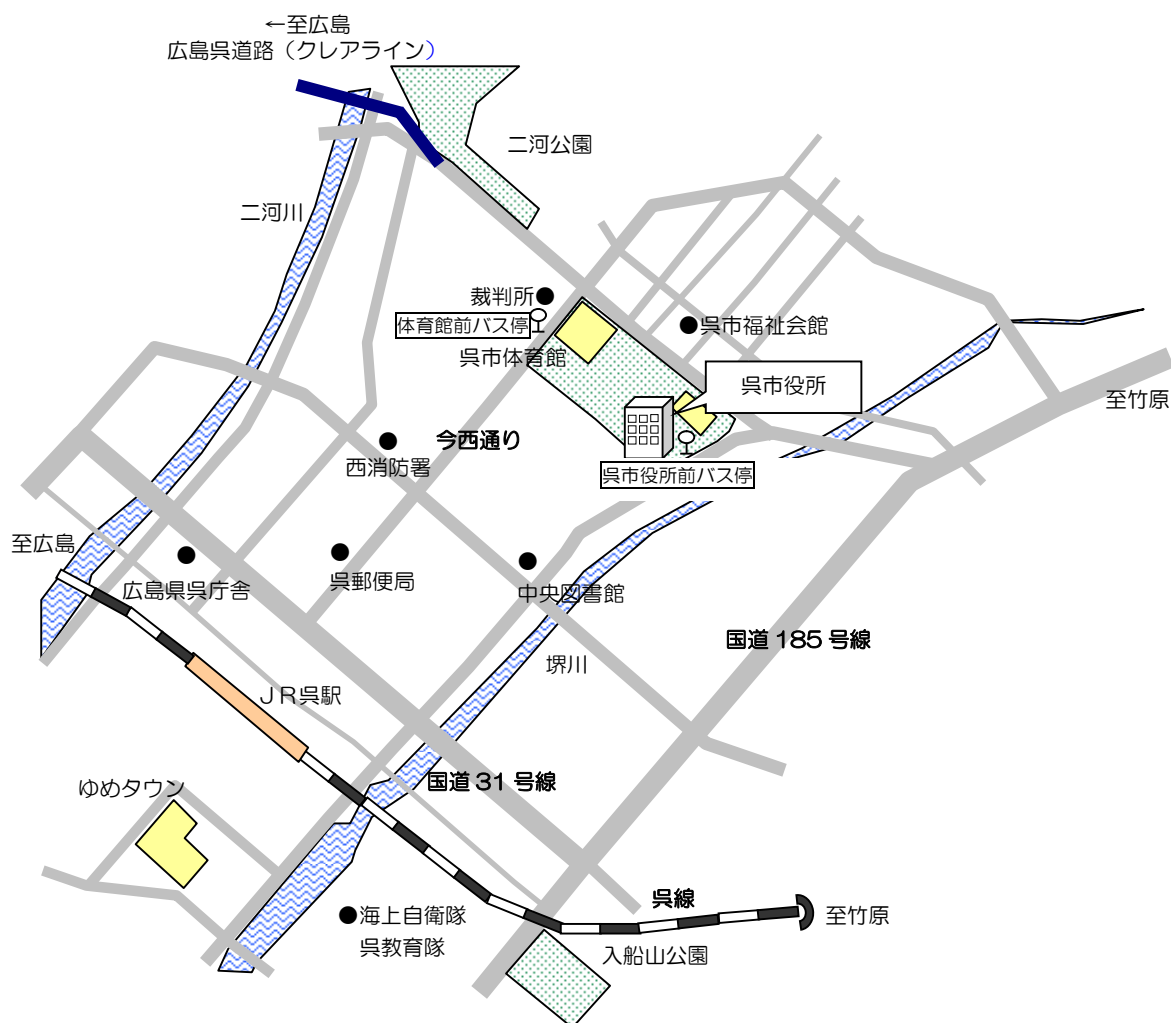 ←至広島
広島呉道路（クレアライン）
二河公園
二河川
裁判所
体育館前バス停
呉市体育館
呉市福祉会館
呉市役所
至竹原
今西通り
西消防署
呉市役所前バス停
至広島
広島県呉庁舎
呉郵便局
中央図書館
国道185号線
堺川
ＪＲ呉駅
国道31号線
ゆめタウン
呉線
海上自衛隊
呉教育隊
至竹原
入船山公園